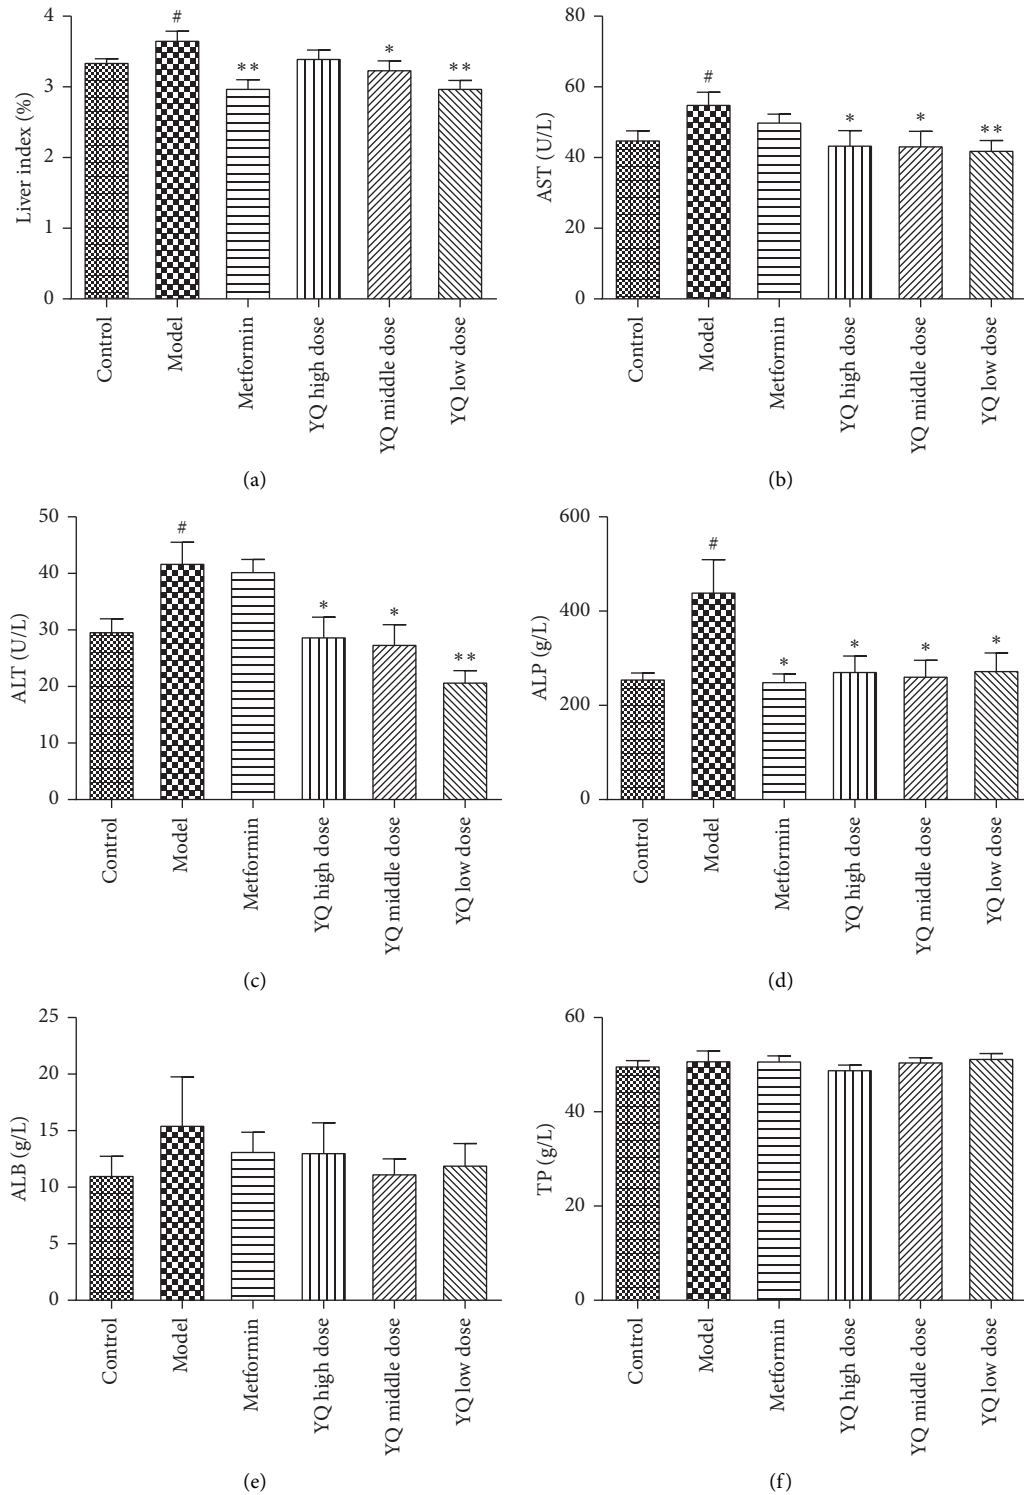 4
3
2
1
0
Liver index (%)
#
**
*
**
Control
Model
Metformin
YQ high dose
YQ middle dose
YQ low dose
(a)
80
60
40
20
0
AST (U/L)
#
*
*
**
Control
Model
Metformin
YQ high dose
YQ middle dose
YQ low dose
(b)
50
40
30
20
10
0
ALT (U/L)
#
*
*
**
Control
Model
Metformin
YQ high dose
YQ middle dose
YQ low dose
(c)
600
400
200
0
ALP (g/L)
#
*
*
*
*
Control
Model
Metformin
YQ high dose
YQ middle dose
YQ low dose
(d)
25
20
15
10
5
0
ALB (g/L)
Control
Model
Metformin
YQ high dose
YQ middle dose
YQ low dose
(e)
60
40
20
0
TP (g/L)
Control
Model
Metformin
YQ high dose
YQ middle dose
YQ low dose
(f)